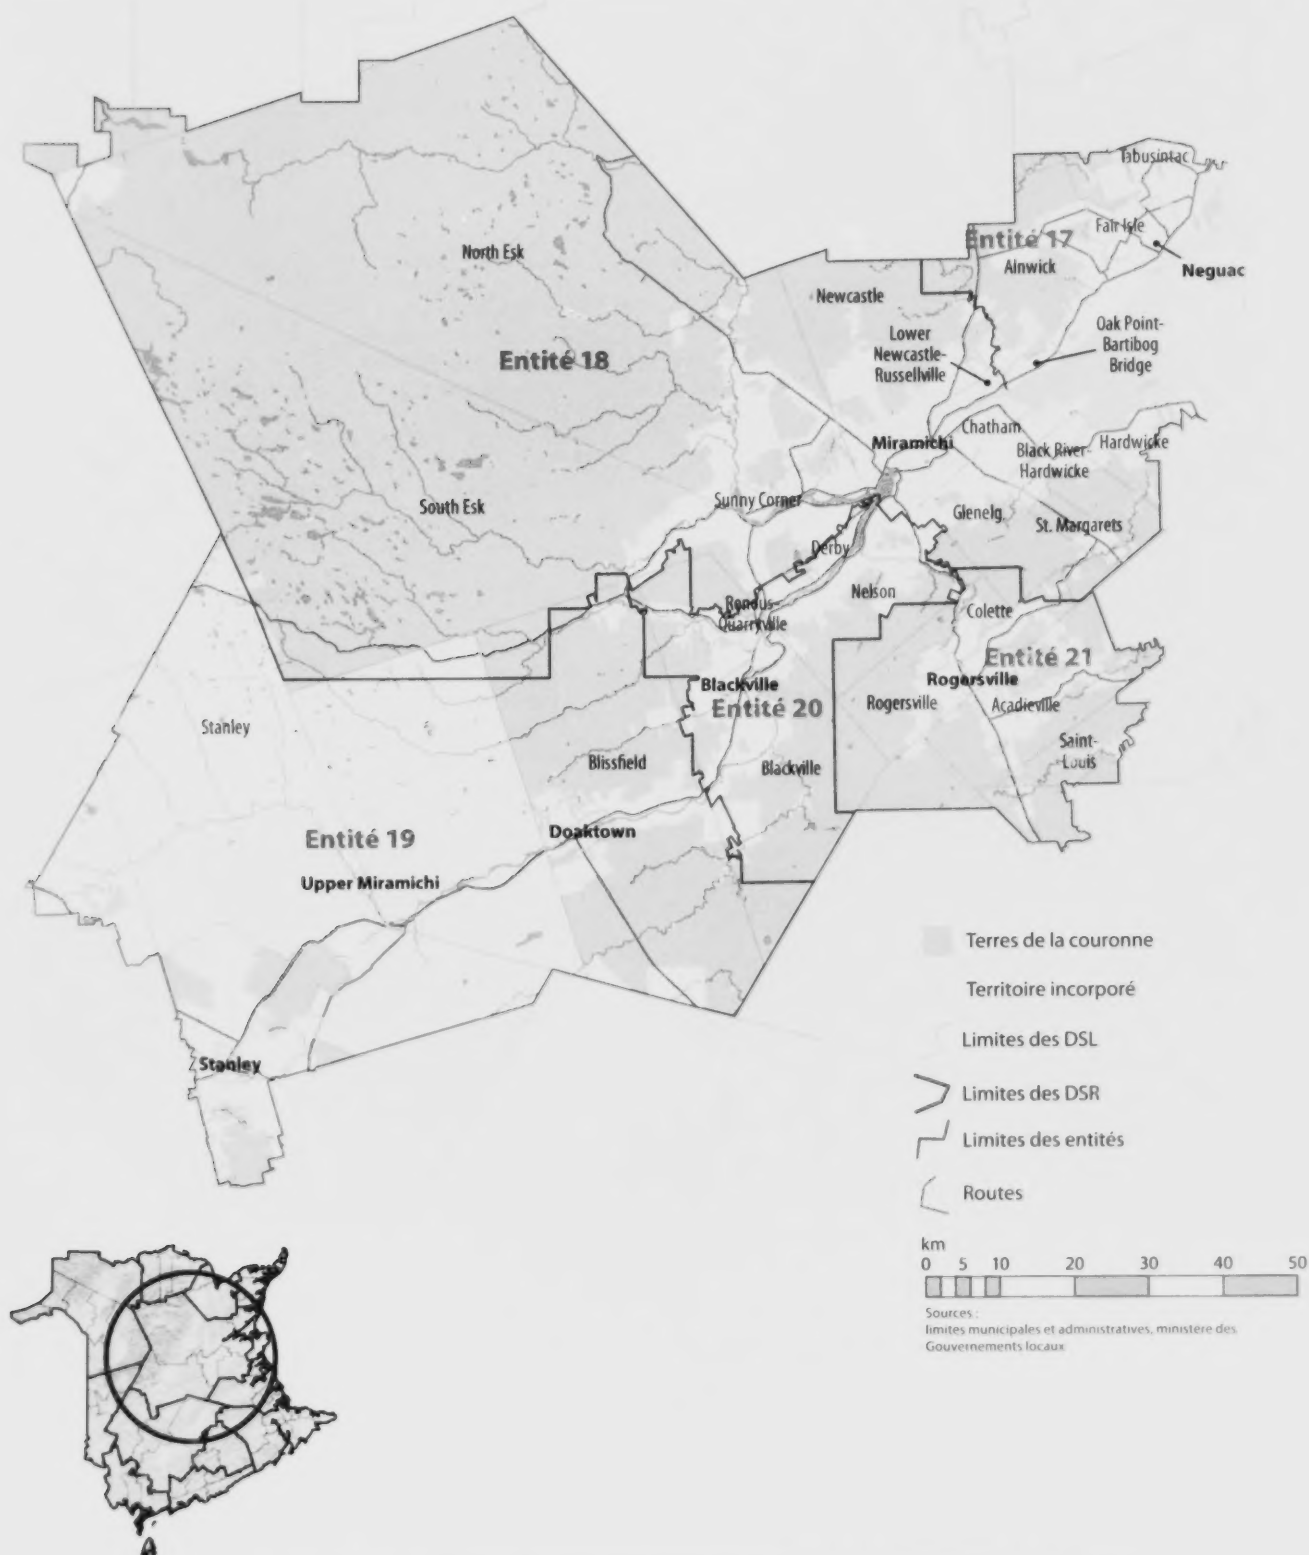 Tabusintac
Fair Isle
Entité 17
Alnwick
Neguac
North Esk
Newcastle
Lower
Newcastle-
Russellville
Oak Point-
Bartibog
Bridge
Entité 18
Chatham
Miramichi
Black River-
Hardwicke
Hardwicke
South Esk
Sunny Corner
Glenelg
St. Margarets
Derby
Nelson
Renous-
Quarryville
Colette
Entité 21
Rogersville
Blackville
Entité 20
Rogersville
Acadieville
Stanley
Saint-
Louis
Blissfield
Blackville
Entité 19
Doaktown
Upper Miramichi
Stanley
Terres de la couronne
Territoire incorporé
Limites des DSL
Limites des DSR
Limites des entités
Routes
km
0 5 10 20 30 40 50
Sources :
limites municipales et administratives, ministère des
Gouvernements locaux